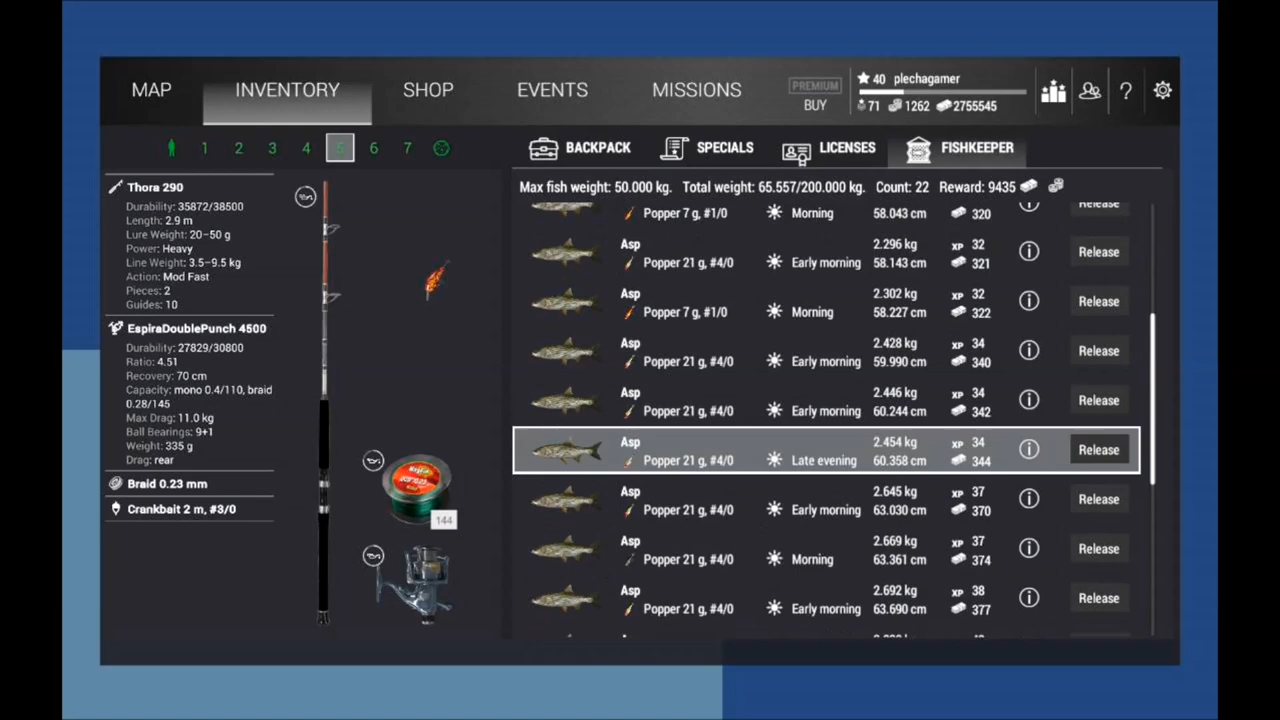 MAP INVENTORY SHOP EVENTS MISSIONS PREMIUM BUY 40 plechagamer
71 1262 2755545 ?
1 2 3 4 5 6 7 BACKPACK SPECIALS LICENSES FISHKEEPER
Thora 290
Durability: 35872/38500
Length: 2.9 m
Lure Weight: 20–50 g
Power: Heavy
Line Weight: 3.5–9.5 kg
Action: Mod Fast
Pieces: 2
Guides: 10
EspiraDoublePunch 4500
Durability: 27829/30800
Ratio: 4.51
Recovery: 70 cm
Capacity: mono 0.4/110, braid
0.28/145
Max Drag: 11.0 kg
Ball Bearings: 9+1
Weight: 335 g
Drag: rear
Braid 0.23 mm
Crankbait 2 m, #3/0
144
Max fish weight: 50.000 kg. Total weight: 65.557/200.000 kg. Count: 22 Reward: 9435
Popper 7 g, #1/0 Morning 58.043 cm 320 Release
Asp 2.296 kg XP 32
Popper 21 g, #4/0 Early morning 58.143 cm 321 Release
Asp 2.302 kg XP 32
Popper 7 g, #1/0 Morning 58.227 cm 322 Release
Asp 2.428 kg XP 34
Popper 21 g, #4/0 Early morning 59.990 cm 340 Release
Asp 2.446 kg XP 34
Popper 21 g, #4/0 Early morning 60.244 cm 342 Release
Asp 2.454 kg XP 34
Popper 21 g, #4/0 Late evening 60.358 cm 344 Release
Asp 2.645 kg XP 37
Popper 21 g, #4/0 Early morning 63.030 cm 370 Release
Asp 2.669 kg XP 37
Popper 21 g, #4/0 Morning 63.361 cm 374 Release
Asp 2.692 kg XP 38
Popper 21 g, #4/0 Early morning 63.690 cm 377 Release